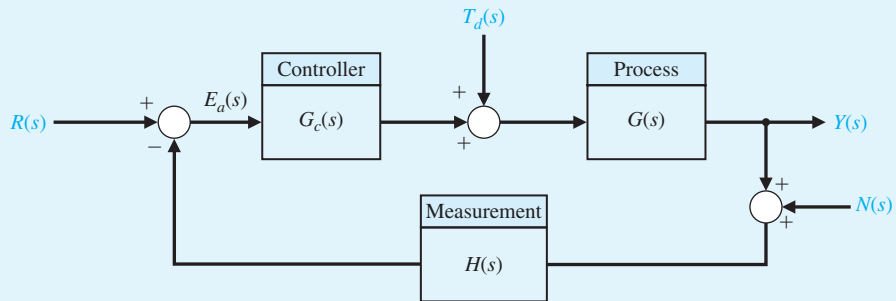 T_d(s)
Controller
Process
+
E_a(s)
+
R(s)
G_c(s)
G(s)
Y(s)
−
+
+
Measurement
N(s)
+
H(s)